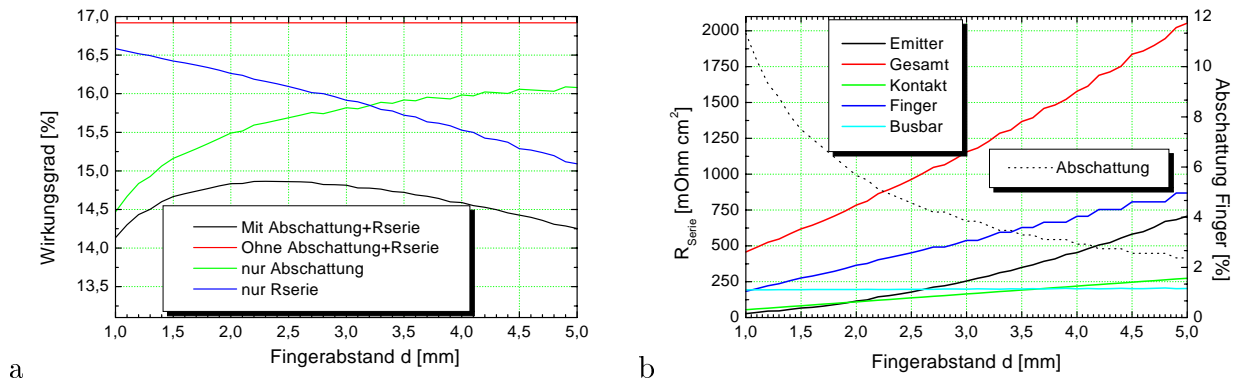 Wirkungsgrad [%]
17,0
16,5
16,0
15,5
15,0
14,5
14,0
13,5
Mit Abschattung+Rserie
Ohne Abschattung+Rserie
nur Abschattung
nur Rserie
1,0 1,5 2,0 2,5 3,0 3,5 4,0 4,5 5,0
Fingerabstand d [mm]
a
R_Serie [mOhm cm²]
2000
1750
1500
1250
1000
750
500
250
0
Emitter
Gesamt
Kontakt
Finger
Busbar
Abschattung
12
10
8
6
4
2
0
Abschattung Finger [%]
1,0 1,5 2,0 2,5 3,0 3,5 4,0 4,5 5,0
Fingerabstand d [mm]
b